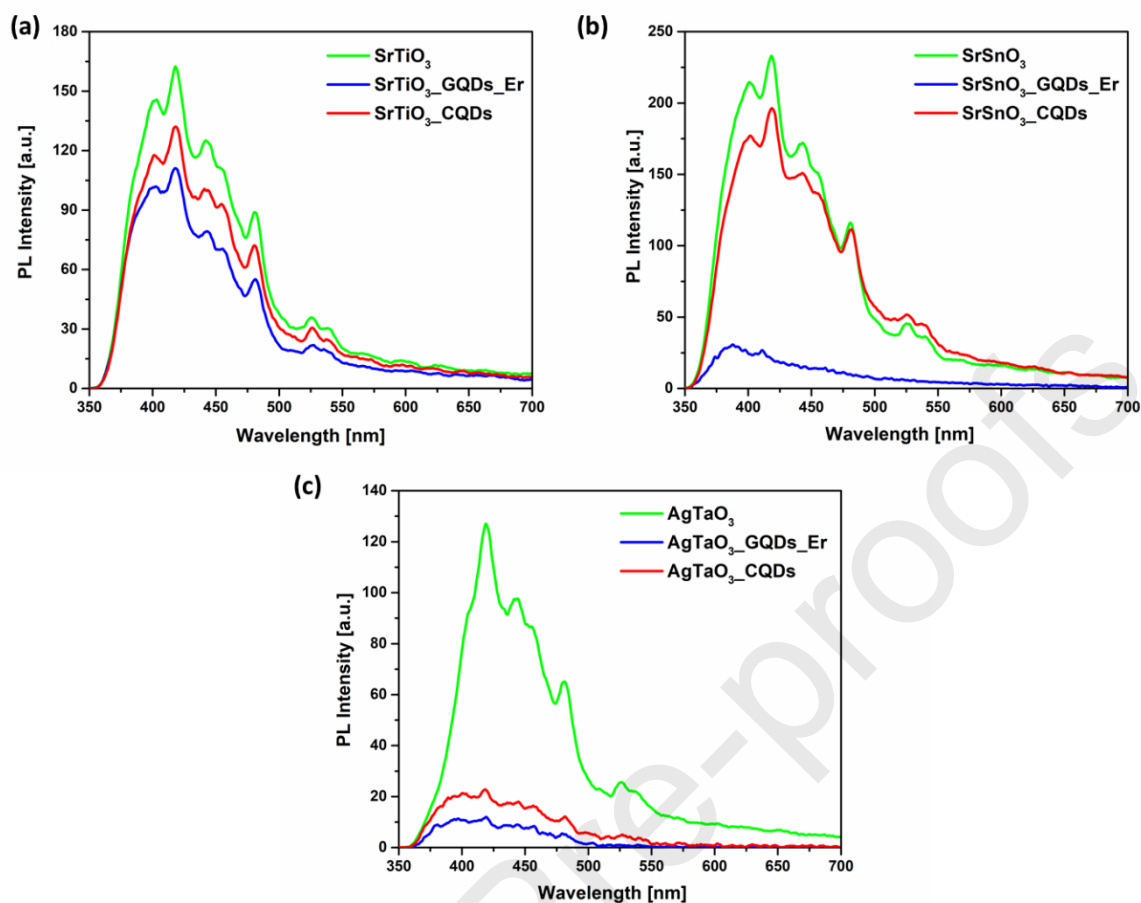 (a)
SrTiO₃
SrTiO₃_GQDs_Er
SrTiO₃_CQDs
PL Intensity [a.u.]
180
150
120
90
60
30
0
350 400 450 500 550 600 650 700
Wavelength [nm]
(b)
SrSnO₃
SrSnO₃_GQDs_Er
SrSnO₃_CQDs
PL Intensity [a.u.]
250
200
150
100
50
0
350 400 450 500 550 600 650 700
Wavelength [nm]
(c)
AgTaO₃
AgTaO₃_GQDs_Er
AgTaO₃_CQDs
PL Intensity [a.u.]
140
120
100
80
60
40
20
0
350 400 450 500 550 600 650 700
Wavelength [nm]
re-proofs